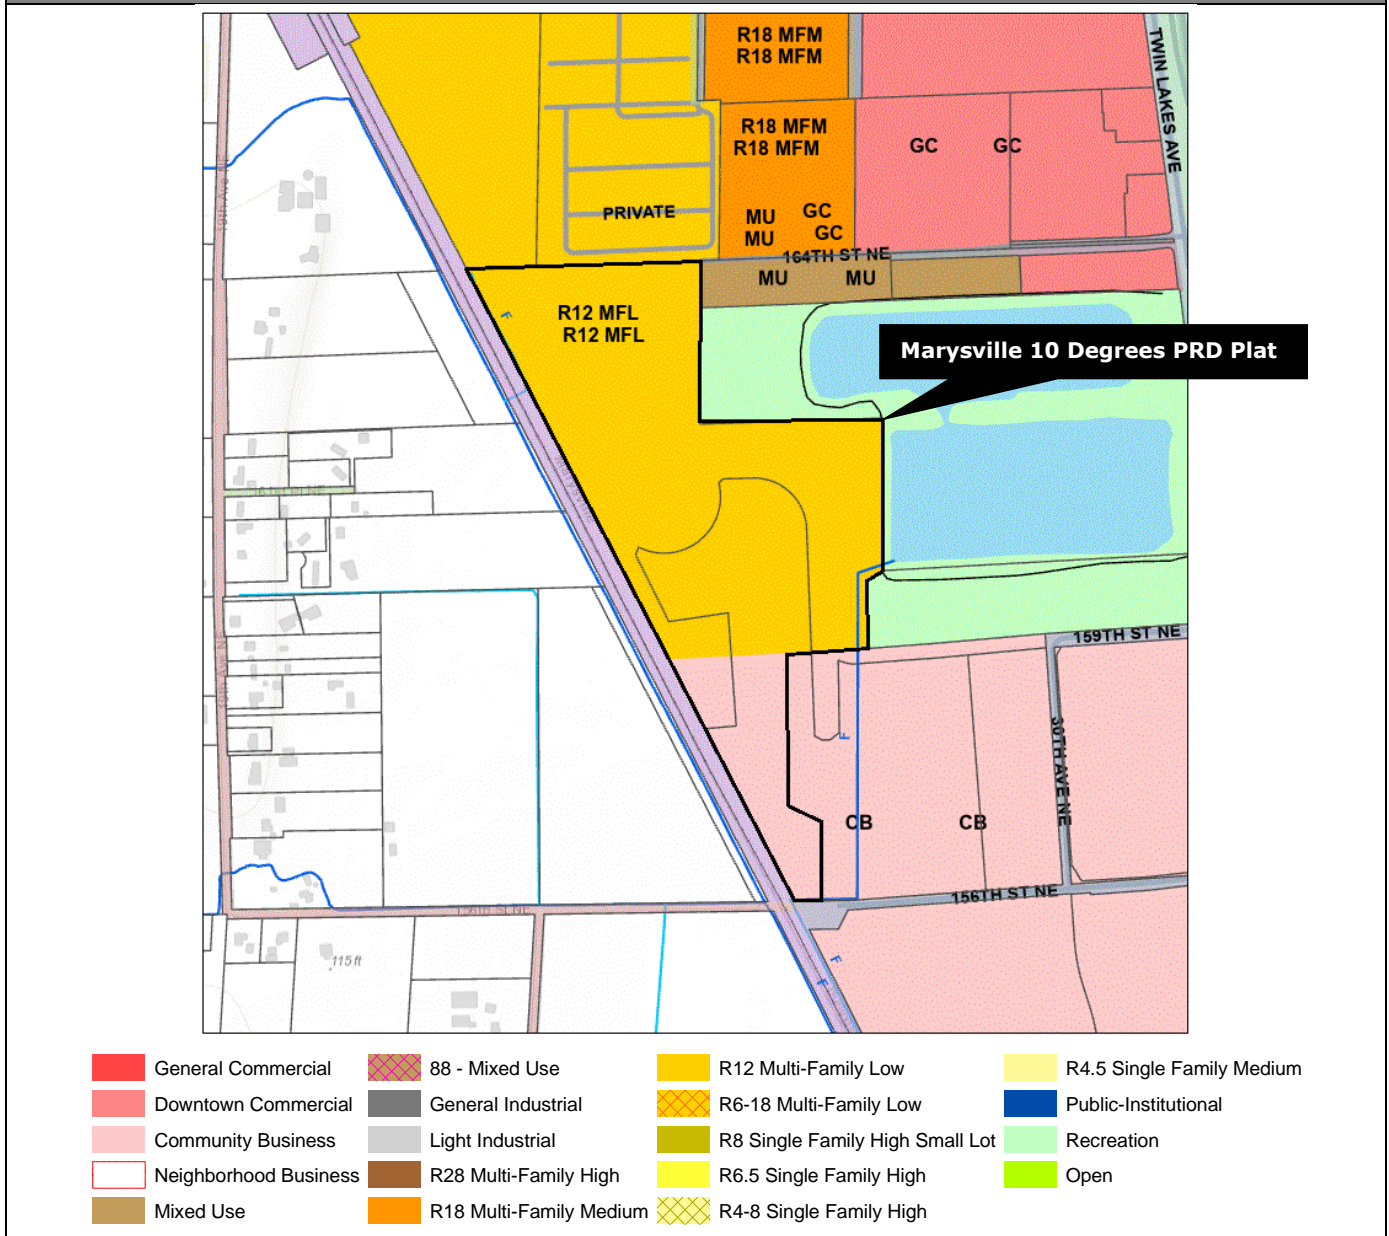 R18 MFM
R18 MFM
TWIN LAKES AVE
R18 MFM
R18 MFM
GC
GC
PRIVATE
MU
GC
MU
GC
164TH ST NE
MU
MU
R12 MFL
R12 MFL
F
Marysville 10 Degrees PRD Plat
159TH ST NE
30TH AVE NE
F
CB
CB
156TH ST NE
156TH ST NE
115 ft
F
F
General Commercial
Downtown Commercial
Community Business
Neighborhood Business
Mixed Use
88 - Mixed Use
General Industrial
Light Industrial
R28 Multi-Family High
R18 Multi-Family Medium
R12 Multi-Family Low
R6-18 Multi-Family Low
R8 Single Family High Small Lot
R6.5 Single Family High
R4-8 Single Family High
R4.5 Single Family Medium
Public-Institutional
Recreation
Open